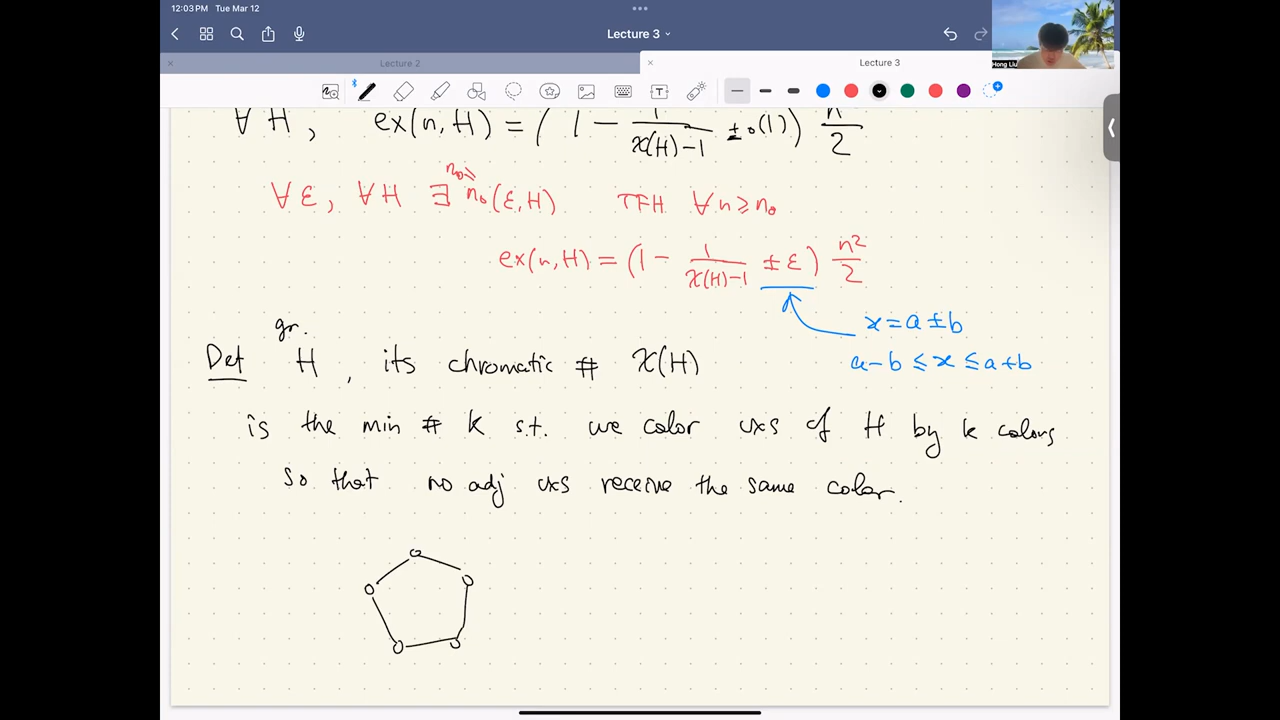 12:03 PM Tue Mar 12
Lecture 3
Lecture 2
Lecture 3
Hong Liu
∀ H, ex(n, H) = (1 − 1/χ(H)−1 ± o(1)) n²/2
∀ ε, ∀ H ∃ n₀(ε, H) TFH ∀ n ≥ n₀
ex(n, H) = (1 − 1/χ(H)−1 ± ε) n²/2
x = a ± b
a − b ≤ x ≤ a + b
gr.
Def H, its chromatic # χ(H)
is the min # k s.t. we color vxs of H by k colors
so that no adj vxs receive the same color.